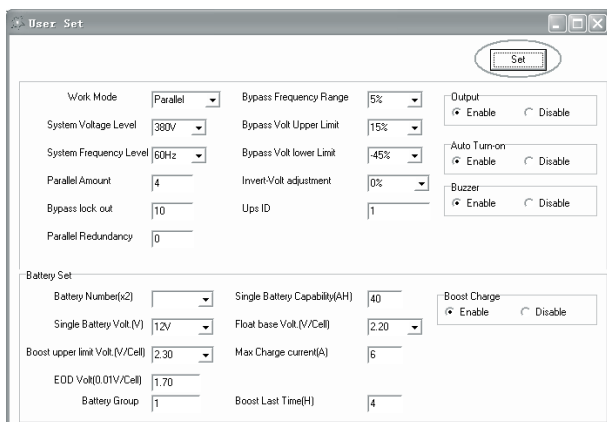 User Set
Set
Work Mode Parallel Bypass Frequency Range 5% Output
Enable Disable
System Voltage Level 380V Bypass Volt Upper Limit 15%
System Frequency Level 60Hz Bypass Volt lower Limit -45% Auto Turn-on
Enable Disable
Parallel Amount 4 Invert-Volt adjustment 0% Buzzer
Enable Disable
Bypass lock out 10 Ups ID 1
Parallel Redundancy 0
Battery Set
Battery Number(x2) Single Battery Capability(AH) 40 Boost Charge
Enable Disable
Single Battery Volt.(V) 12V Float base Volt.(V/Cell) 2.20
Boost upper limit Volt.(V/Cell) 2.30 Max Charge current(A) 6
EOD Volt(0.01V/Cell) 1.70
Battery Group 1 Boost Last Time(H) 4